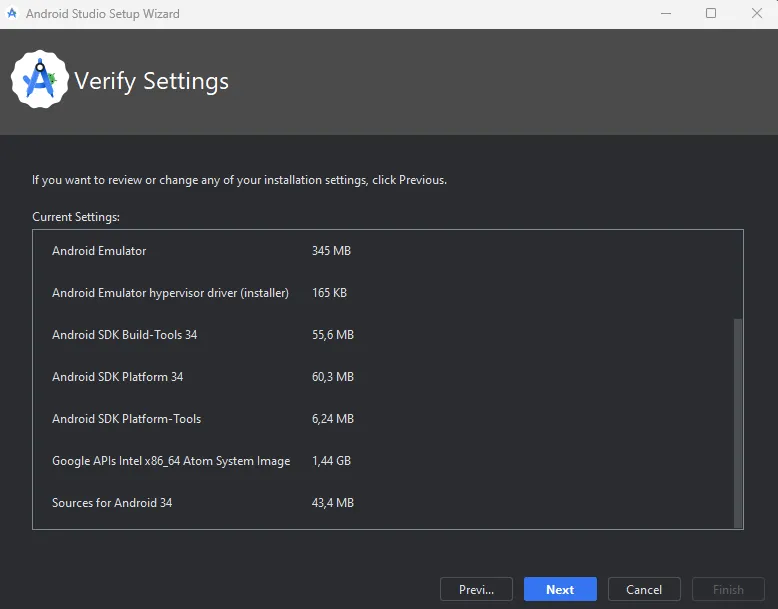 Android Studio Setup Wizard
Verify Settings
If you want to review or change any of your installation settings, click Previous.
Current Settings:
Android Emulator 345 MB
Android Emulator hypervisor driver (installer) 165 KB
Android SDK Build-Tools 34 55,6 MB
Android SDK Platform 34 60,3 MB
Android SDK Platform-Tools 6,24 MB
Google APIs Intel x86_64 Atom System Image 1,44 GB
Sources for Android 34 43,4 MB
Previ... Next Cancel Finish